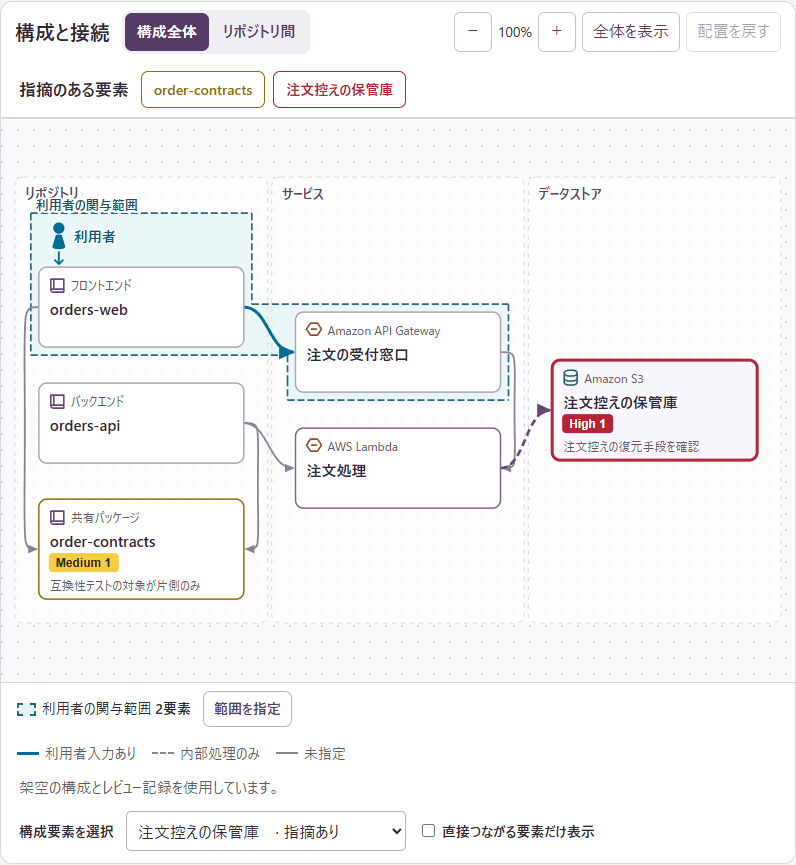 構成と接続
構成全体
リポジトリ間
−
100%
+
全体を表示
配置を戻す
指摘のある要素
order-contracts
注文控えの保管庫
リポジトリ
利用者の関与範囲
利用者
フロントエンド
orders-web
バックエンド
orders-api
共有パッケージ
order-contracts
Medium 1
互換性テストの対象が片側のみ
サービス
Amazon API Gateway
注文の受付窓口
AWS Lambda
注文処理
データストア
Amazon S3
注文控えの保管庫
High 1
注文控えの復元手段を確認
利用者の関与範囲 2要素
範囲を指定
利用者入力あり
内部処理のみ
未指定
架空の構成とレビュー記録を使用しています。
構成要素を選択
注文控えの保管庫 ・指摘あり
直接つながる要素だけ表示